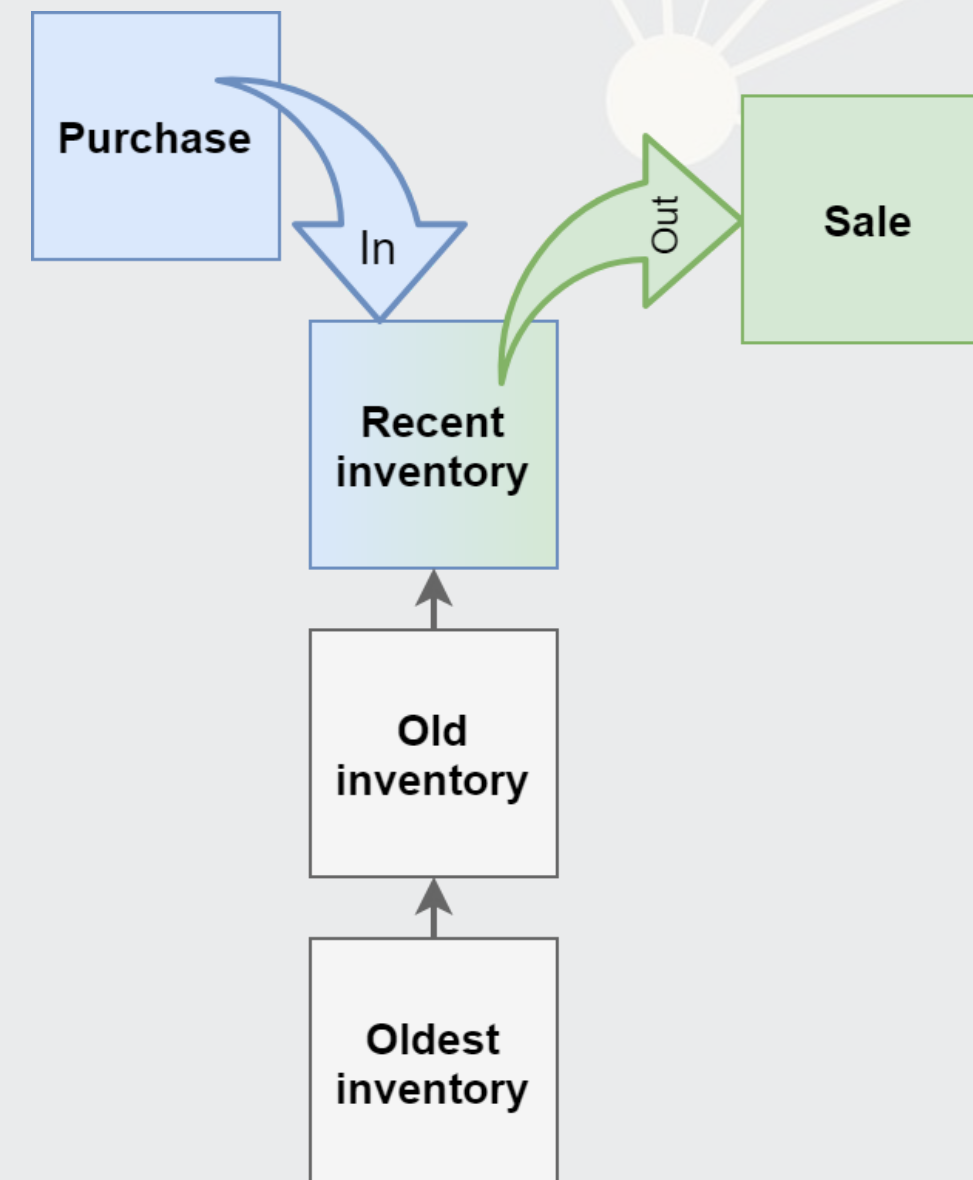 Purchase
In
Out
Sale
Recent
inventory
Old
inventory
Oldest
inventory